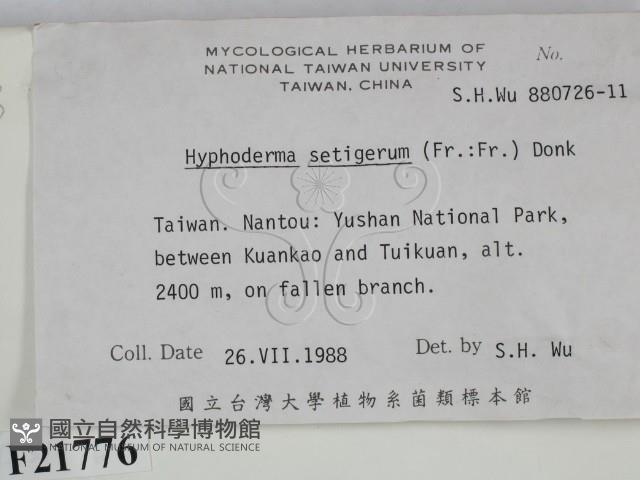 MYCOLOGICAL HERBARIUM OF
NATIONAL TAIWAN UNIVERSITY
TAIWAN, CHINA
No.
S.H.Wu 880726-11
Hyphoderma setigerum (Fr.:Fr.) Donk
Taiwan. Nantou: Yushan National Park,
between Kuankao and Tuikuan, alt.
2400 m, on fallen branch.
Coll. Date 26.VII.1988 Det. by S.H. Wu
國立台灣大學植物系菌類標本館
國立自然科學博物館
NATIONAL MUSEUM OF NATURAL SCIENCE
F21776